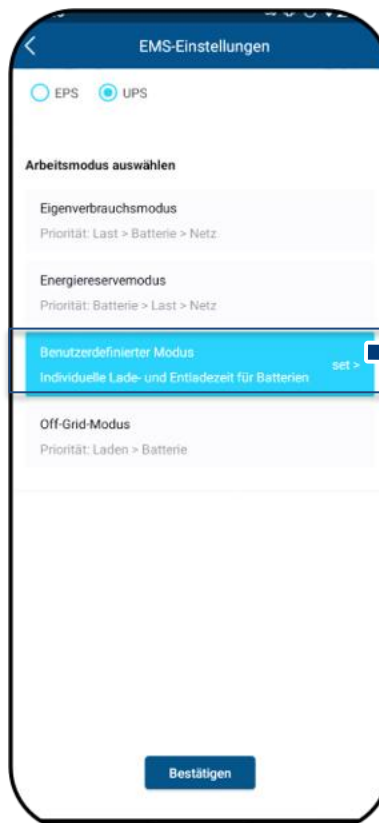 EMS-Einstellungen
EPS UPS
Arbeitsmodus auswählen
Eigenverbrauchsmodus
Priorität: Last > Batterie > Netz
Energiereservemodus
Priorität: Batterie > Last > Netz
Benutzerdefinierter Modus
set >
Individuelle Lade- und Entladezeit für Batterien
Off-Grid-Modus
Priorität: Laden > Batterie
Bestätigen